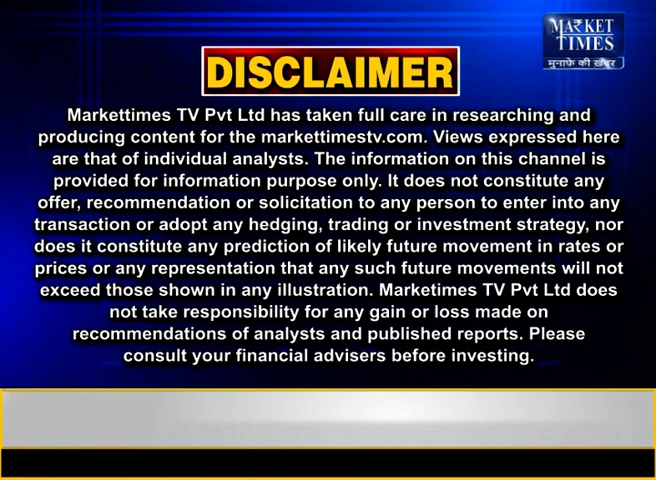 MARKET
TIMES
मुनाफे की ख़बर
DISCLAIMER
Markettimes TV Pvt Ltd has taken full care in researching and
producing content for the markettimestv.com. Views expressed here
are that of individual analysts. The information on this channel is
provided for information purpose only. It does not constitute any
offer, recommendation or solicitation to any person to enter into any
transaction or adopt any hedging, trading or investment strategy, nor
does it constitute any prediction of likely future movement in rates or
prices or any representation that any such future movements will not
exceed those shown in any illustration. Marketimes TV Pvt Ltd does
not take responsibility for any gain or loss made on
recommendations of analysts and published reports. Please
consult your financial advisers before investing.